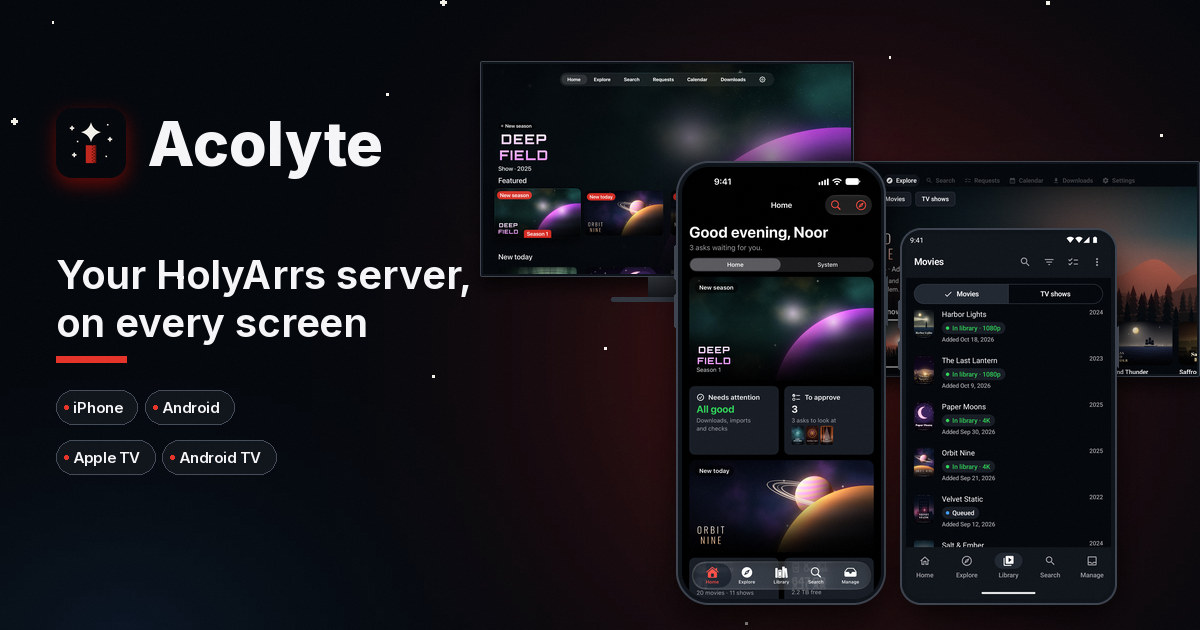 Acolyte
Your HolyArrs server,
on every screen
iPhone
Android
Apple TV
Android TV
Home Explore Search Requests Calendar Downloads
New season
DEEP
FIELD
Show · 2025
Featured
New season
DEEP
FIELD
Season 1
New today
ORBIT
NINE
New today
9:41
Home
Good evening, Noor
3 asks waiting for you.
Home System
New season
DEEP
FIELD
Season 1
Needs attention
All good
Downloads, imports
and checks
To approve
3
3 asks to look at
New today
ORBIT
NINE
Home Explore Library Search Manage
20 movies · 11 shows
2.2 TB free
Explore Search Requests Calendar Downloads Settings
Movies TV shows
nd Thunder
Saffro
9:41
Movies
Movies TV shows
Harbor Lights 2024
In library · 1080p
Added Oct 18, 2026
The Last Lantern 2023
In library · 1080p
Added Oct 9, 2026
Paper Moons 2025
In library · 4K
Added Sep 30, 2026
Orbit Nine 2025
In library · 4K
Added Sep 21, 2026
Velvet Static 2022
Queued
Added Sep 12, 2026
Salt & Ember 2024
Home Explore Library Search Manage